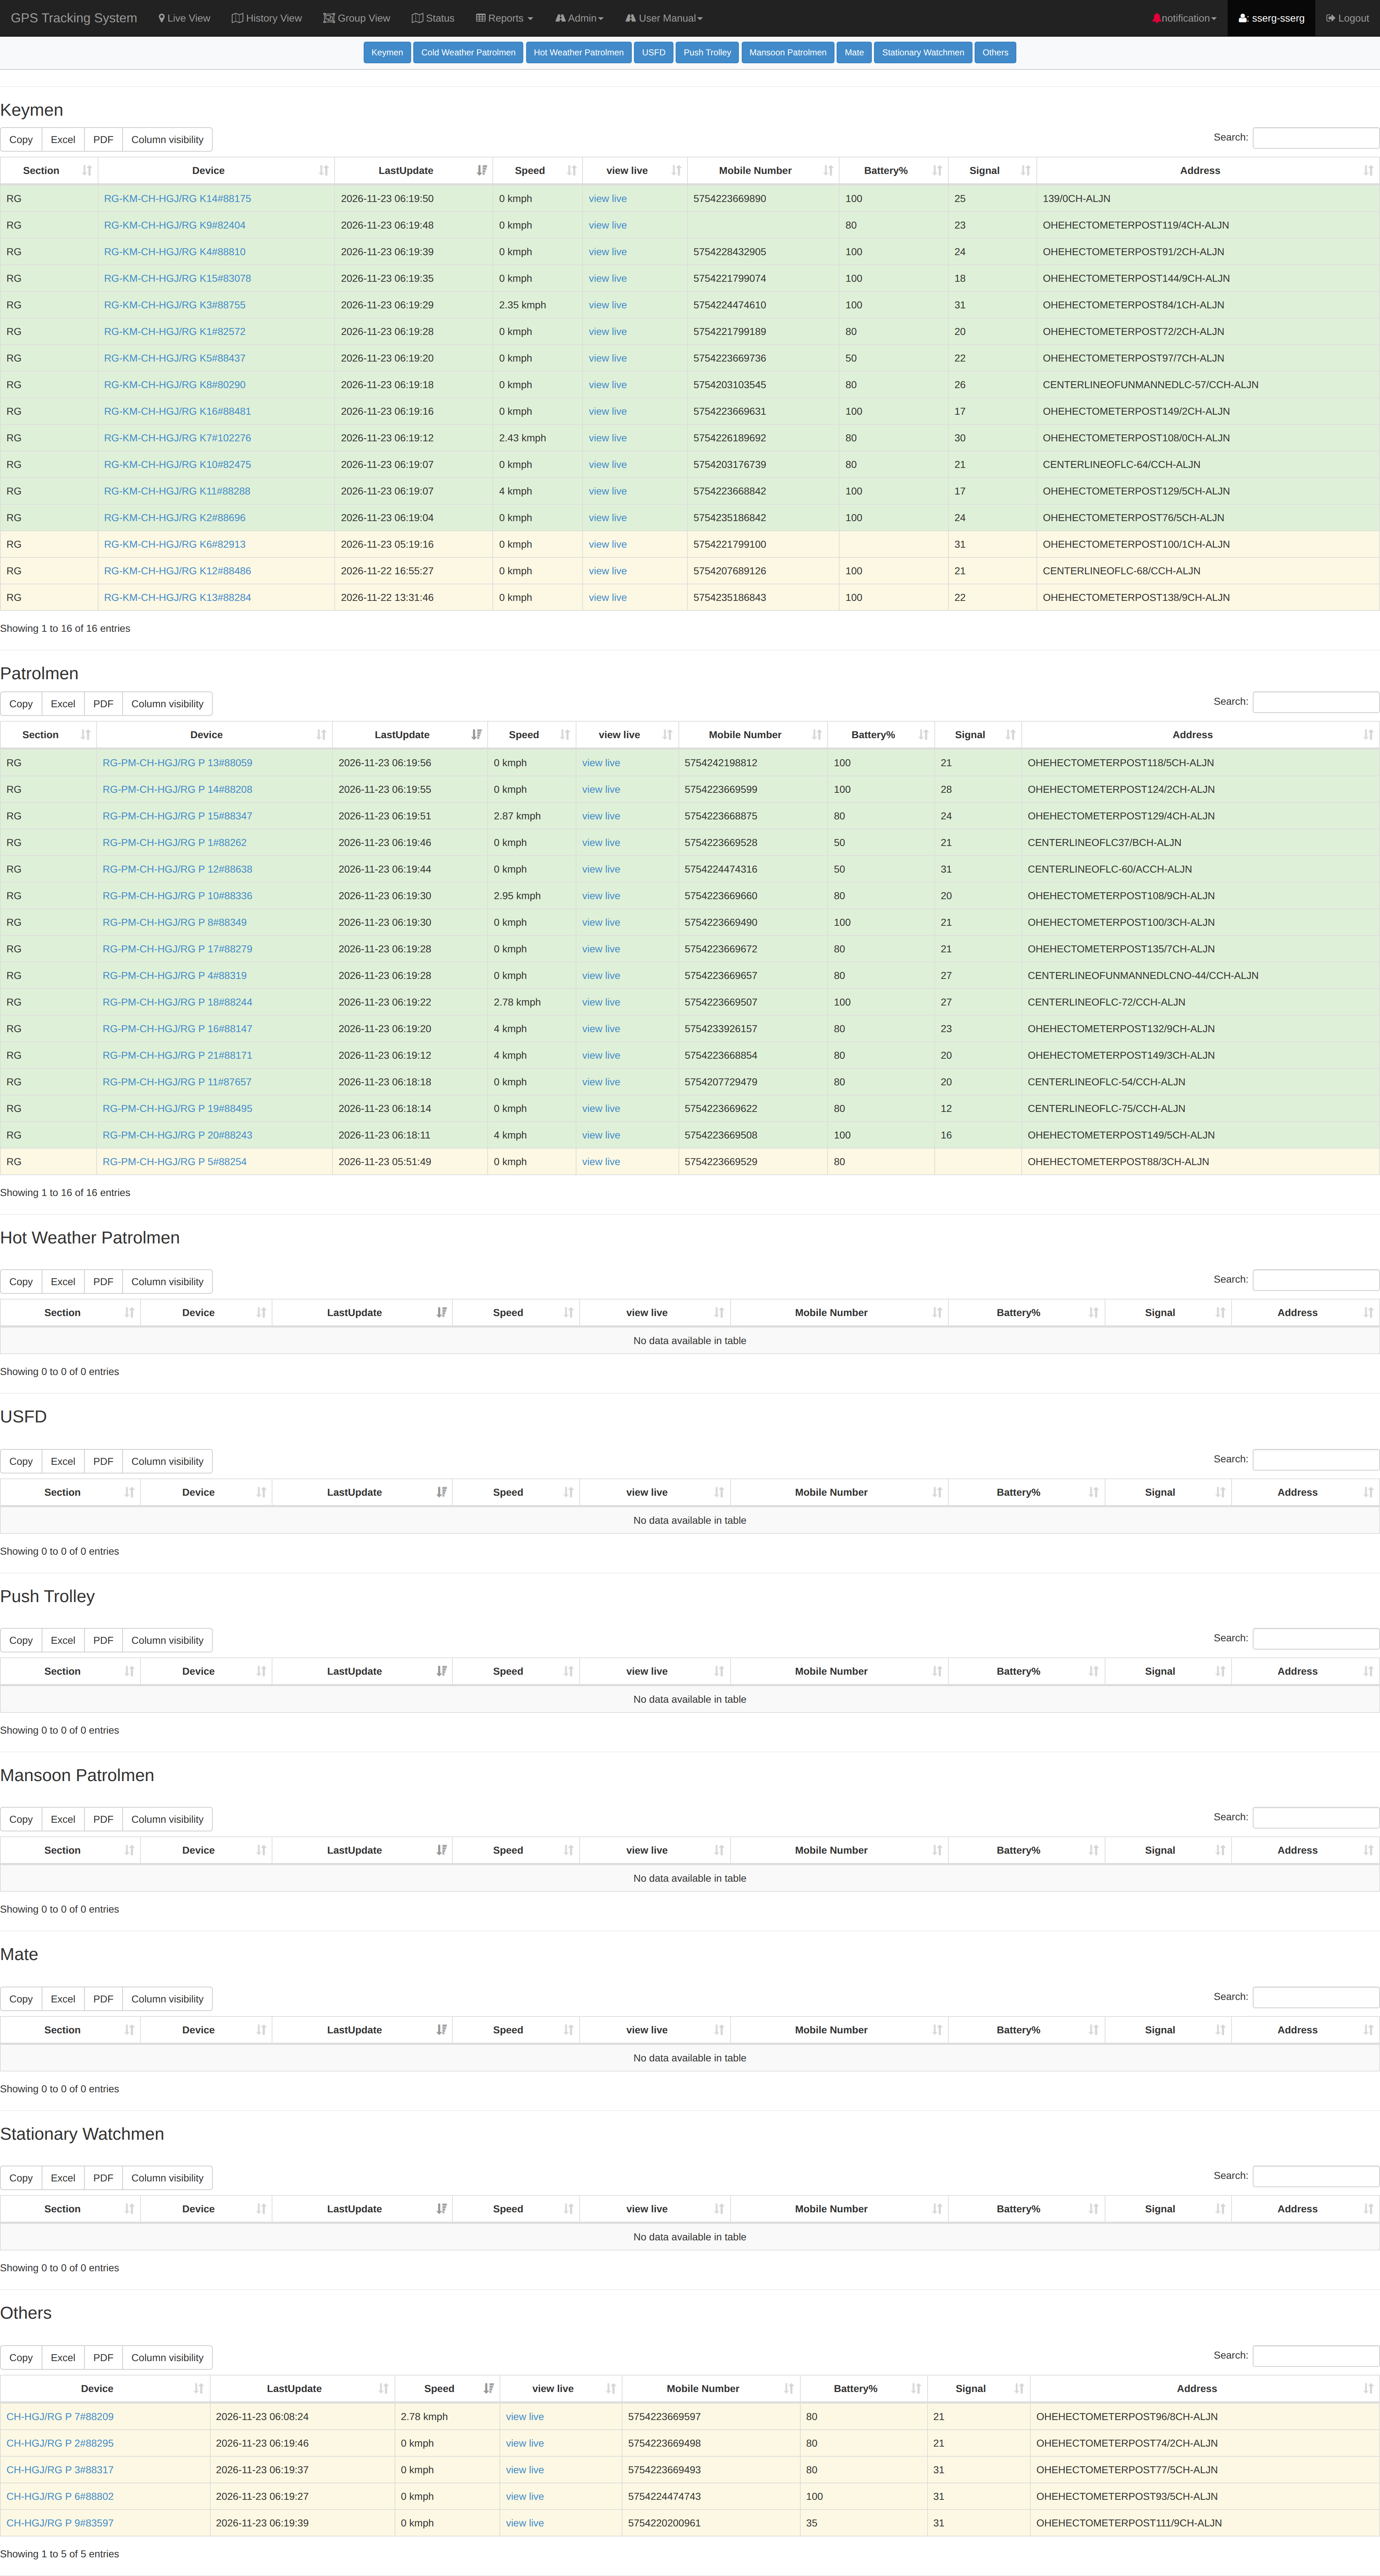 GPS Tracking System Live View History View Group View Status Reports Admin User Manual notification : sserg-sserg Logout
Keymen Cold Weather Patrolmen Hot Weather Patrolmen USFD Push Trolley Mansoon Patrolmen Mate Stationary Watchmen Others
Keymen
Copy Excel PDF Column visibility Search:
Section Device LastUpdate Speed view live Mobile Number Battery% Signal Address
RG RG-KM-CH-HGJ/RG K14#88175 2026-11-23 06:19:50 0 kmph view live 5754223669890 100 25 139/0CH-ALJN
RG RG-KM-CH-HGJ/RG K9#82404 2026-11-23 06:19:48 0 kmph view live 80 23 OHEHECTOMETERPOST119/4CH-ALJN
RG RG-KM-CH-HGJ/RG K4#88810 2026-11-23 06:19:39 0 kmph view live 5754228432905 100 24 OHEHECTOMETERPOST91/2CH-ALJN
RG RG-KM-CH-HGJ/RG K15#83078 2026-11-23 06:19:35 0 kmph view live 5754221799074 100 18 OHEHECTOMETERPOST144/9CH-ALJN
RG RG-KM-CH-HGJ/RG K3#88755 2026-11-23 06:19:29 2.35 kmph view live 5754224474610 100 31 OHEHECTOMETERPOST84/1CH-ALJN
RG RG-KM-CH-HGJ/RG K1#82572 2026-11-23 06:19:28 0 kmph view live 5754221799189 80 20 OHEHECTOMETERPOST72/2CH-ALJN
RG RG-KM-CH-HGJ/RG K5#88437 2026-11-23 06:19:20 0 kmph view live 5754223669736 50 22 OHEHECTOMETERPOST97/7CH-ALJN
RG RG-KM-CH-HGJ/RG K8#80290 2026-11-23 06:19:18 0 kmph view live 5754203103545 80 26 CENTERLINEOFUNMANNEDLC-57/CCH-ALJN
RG RG-KM-CH-HGJ/RG K16#88481 2026-11-23 06:19:16 0 kmph view live 5754223669631 100 17 OHEHECTOMETERPOST149/2CH-ALJN
RG RG-KM-CH-HGJ/RG K7#102276 2026-11-23 06:19:12 2.43 kmph view live 5754226189692 80 30 OHEHECTOMETERPOST108/0CH-ALJN
RG RG-KM-CH-HGJ/RG K10#82475 2026-11-23 06:19:07 0 kmph view live 5754203176739 80 21 CENTERLINEOFLC-64/CCH-ALJN
RG RG-KM-CH-HGJ/RG K11#88288 2026-11-23 06:19:07 4 kmph view live 5754223668842 100 17 OHEHECTOMETERPOST129/5CH-ALJN
RG RG-KM-CH-HGJ/RG K2#88696 2026-11-23 06:19:04 0 kmph view live 5754235186842 100 24 OHEHECTOMETERPOST76/5CH-ALJN
RG RG-KM-CH-HGJ/RG K6#82913 2026-11-23 05:19:16 0 kmph view live 5754221799100 31 OHEHECTOMETERPOST100/1CH-ALJN
RG RG-KM-CH-HGJ/RG K12#88486 2026-11-22 16:55:27 0 kmph view live 5754207689126 100 21 CENTERLINEOFLC-68/CCH-ALJN
RG RG-KM-CH-HGJ/RG K13#88284 2026-11-22 13:31:46 0 kmph view live 5754235186843 100 22 OHEHECTOMETERPOST138/9CH-ALJN
Showing 1 to 16 of 16 entries
Patrolmen
Copy Excel PDF Column visibility Search:
Section Device LastUpdate Speed view live Mobile Number Battery% Signal Address
RG RG-PM-CH-HGJ/RG P 13#88059 2026-11-23 06:19:56 0 kmph view live 5754242198812 100 21 OHEHECTOMETERPOST118/5CH-ALJN
RG RG-PM-CH-HGJ/RG P 14#88208 2026-11-23 06:19:55 0 kmph view live 5754223669599 100 28 OHEHECTOMETERPOST124/2CH-ALJN
RG RG-PM-CH-HGJ/RG P 15#88347 2026-11-23 06:19:51 2.87 kmph view live 5754223668875 80 24 OHEHECTOMETERPOST129/4CH-ALJN
RG RG-PM-CH-HGJ/RG P 1#88262 2026-11-23 06:19:46 0 kmph view live 5754223669528 50 21 CENTERLINEOFLC37/BCH-ALJN
RG RG-PM-CH-HGJ/RG P 12#88638 2026-11-23 06:19:44 0 kmph view live 5754224474316 50 31 CENTERLINEOFLC-60/ACCH-ALJN
RG RG-PM-CH-HGJ/RG P 10#88336 2026-11-23 06:19:30 2.95 kmph view live 5754223669660 80 20 OHEHECTOMETERPOST108/9CH-ALJN
RG RG-PM-CH-HGJ/RG P 8#88349 2026-11-23 06:19:30 0 kmph view live 5754223669490 100 21 OHEHECTOMETERPOST100/3CH-ALJN
RG RG-PM-CH-HGJ/RG P 17#88279 2026-11-23 06:19:28 0 kmph view live 5754223669672 80 21 OHEHECTOMETERPOST135/7CH-ALJN
RG RG-PM-CH-HGJ/RG P 4#88319 2026-11-23 06:19:28 0 kmph view live 5754223669657 80 27 CENTERLINEOFUNMANNEDLCNO-44/CCH-ALJN
RG RG-PM-CH-HGJ/RG P 18#88244 2026-11-23 06:19:22 2.78 kmph view live 5754223669507 100 27 CENTERLINEOFLC-72/CCH-ALJN
RG RG-PM-CH-HGJ/RG P 16#88147 2026-11-23 06:19:20 4 kmph view live 5754233926157 80 23 OHEHECTOMETERPOST132/9CH-ALJN
RG RG-PM-CH-HGJ/RG P 21#88171 2026-11-23 06:19:12 4 kmph view live 5754223668854 80 20 OHEHECTOMETERPOST149/3CH-ALJN
RG RG-PM-CH-HGJ/RG P 11#87657 2026-11-23 06:18:18 0 kmph view live 5754207729479 80 20 CENTERLINEOFLC-54/CCH-ALJN
RG RG-PM-CH-HGJ/RG P 19#88495 2026-11-23 06:18:14 0 kmph view live 5754223669622 80 12 CENTERLINEOFLC-75/CCH-ALJN
RG RG-PM-CH-HGJ/RG P 20#88243 2026-11-23 06:18:11 4 kmph view live 5754223669508 100 16 OHEHECTOMETERPOST149/5CH-ALJN
RG RG-PM-CH-HGJ/RG P 5#88254 2026-11-23 05:51:49 0 kmph view live 5754223669529 80 OHEHECTOMETERPOST88/3CH-ALJN
Showing 1 to 16 of 16 entries
Hot Weather Patrolmen
Copy Excel PDF Column visibility Search:
Section Device LastUpdate Speed view live Mobile Number Battery% Signal Address
No data available in table
Showing 0 to 0 of 0 entries
USFD
Copy Excel PDF Column visibility Search:
Section Device LastUpdate Speed view live Mobile Number Battery% Signal Address
No data available in table
Showing 0 to 0 of 0 entries
Push Trolley
Copy Excel PDF Column visibility Search:
Section Device LastUpdate Speed view live Mobile Number Battery% Signal Address
No data available in table
Showing 0 to 0 of 0 entries
Mansoon Patrolmen
Copy Excel PDF Column visibility Search:
Section Device LastUpdate Speed view live Mobile Number Battery% Signal Address
No data available in table
Showing 0 to 0 of 0 entries
Mate
Copy Excel PDF Column visibility Search:
Section Device LastUpdate Speed view live Mobile Number Battery% Signal Address
No data available in table
Showing 0 to 0 of 0 entries
Stationary Watchmen
Copy Excel PDF Column visibility Search:
Section Device LastUpdate Speed view live Mobile Number Battery% Signal Address
No data available in table
Showing 0 to 0 of 0 entries
Others
Copy Excel PDF Column visibility Search:
Device LastUpdate Speed view live Mobile Number Battery% Signal Address
CH-HGJ/RG P 7#88209 2026-11-23 06:08:24 2.78 kmph view live 5754223669597 80 21 OHEHECTOMETERPOST96/8CH-ALJN
CH-HGJ/RG P 2#88295 2026-11-23 06:19:46 0 kmph view live 5754223669498 80 21 OHEHECTOMETERPOST74/2CH-ALJN
CH-HGJ/RG P 3#88317 2026-11-23 06:19:37 0 kmph view live 5754223669493 80 31 OHEHECTOMETERPOST77/5CH-ALJN
CH-HGJ/RG P 6#88802 2026-11-23 06:19:27 0 kmph view live 5754224474743 100 31 OHEHECTOMETERPOST93/5CH-ALJN
CH-HGJ/RG P 9#83597 2026-11-23 06:19:39 0 kmph view live 5754220200961 35 31 OHEHECTOMETERPOST111/9CH-ALJN
Showing 1 to 5 of 5 entries